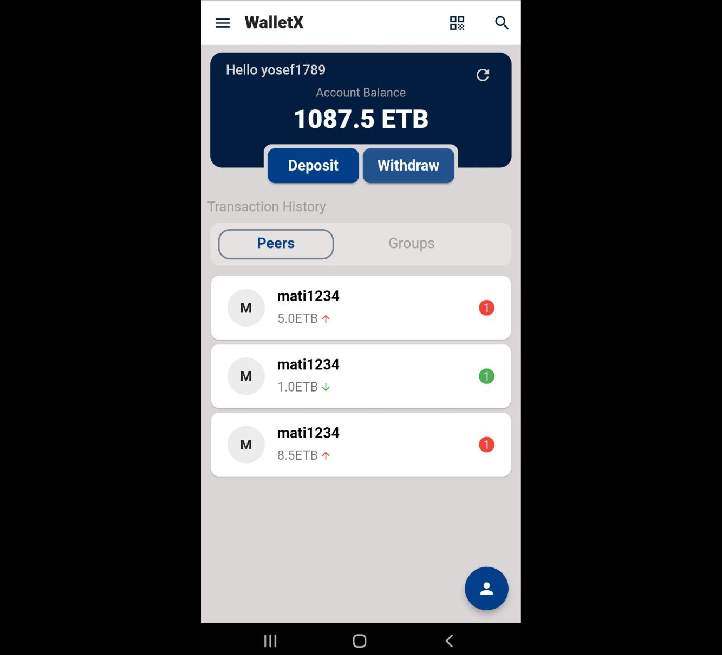 WalletX
Hello yosef1789
Account Balance
1087.5 ETB
Deposit Withdraw
Transaction History
Peers Groups
M
mati1234
5.0ETB ↑
1
M
mati1234
1.0ETB ↓
1
M
mati1234
8.5ETB ↑
1